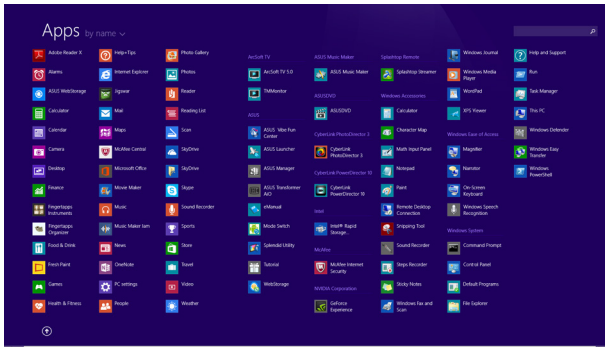 Apps by name
Adobe Reader X
Alarms
ASUS WebStorage
Calculator
Calendar
Camera
Desktop
Finance
Fingertapps
Instruments
Fingertapps
Organizer
Food & Drink
Fresh Paint
Games
Health & Fitness
Help+Tips
Internet Explorer
Jigswar
Mail
Maps
McAfee Central
Microsoft Office
Movie Maker
Music
Music Maker Jam
News
OneNote
PC settings
People
Photo Gallery
Photos
Reader
Reading List
Scan
SkyDrive
SkyDrive
Skype
Sound Recorder
Sports
Store
Travel
Video
Weather
ArcSoft TV
ArcSoft TV 5.0
TMMonitor
ASUS
ASUS Vibe Fun
Center
ASUS Launcher
ASUS Manager
ASUS Transformer
AiO
eManual
Mode Switch
Splendid Utility
Tutorial
WebStorage
ASUS Music Maker
ASUS Music Maker
ASUSDVD
ASUSDVD
CyberLink PhotoDirector 3
CyberLink
PhotoDirector 3
CyberLink PowerDirector 10
CyberLink
PowerDirector 10
Intel
Intel® Rapid
Storage...
McAfee
McAfee Internet
Security
NVIDIA Corporation
GeForce
Experience
Splashtop Remote
Splashtop Streamer
Windows Accessories
Calculator
Character Map
Math Input Panel
Notepad
Paint
Remote Desktop
Connection
Snipping Tool
Sound Recorder
Steps Recorder
Sticky Notes
Windows Fax and
Scan
Windows Journal
Windows Media
Player
WordPad
XPS Viewer
Windows Ease of Access
Magnifier
Narrator
On-Screen
Keyboard
Windows Speech
Recognition
Windows System
Command Prompt
Control Panel
Default Programs
File Explorer
Help and Support
Run
Task Manager
This PC
Windows Defender
Windows Easy
Transfer
Windows
PowerShell